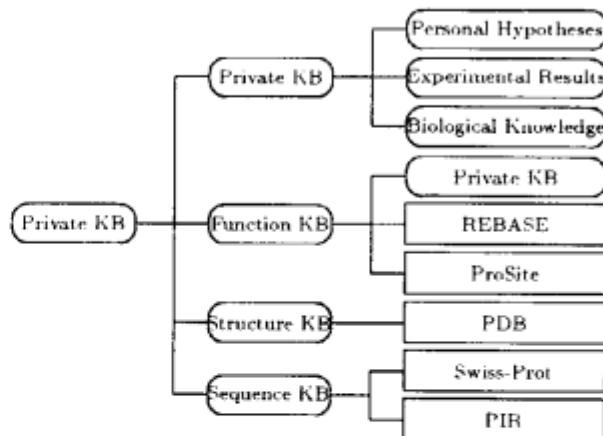 Personal Hypotheses
Private KB
Experimental Results
Biological Knowledge
Private KB
Private KB
Function KB
REBASE
ProSite
Structure KB
PDB
Swiss-Prot
Sequence KB
PIR